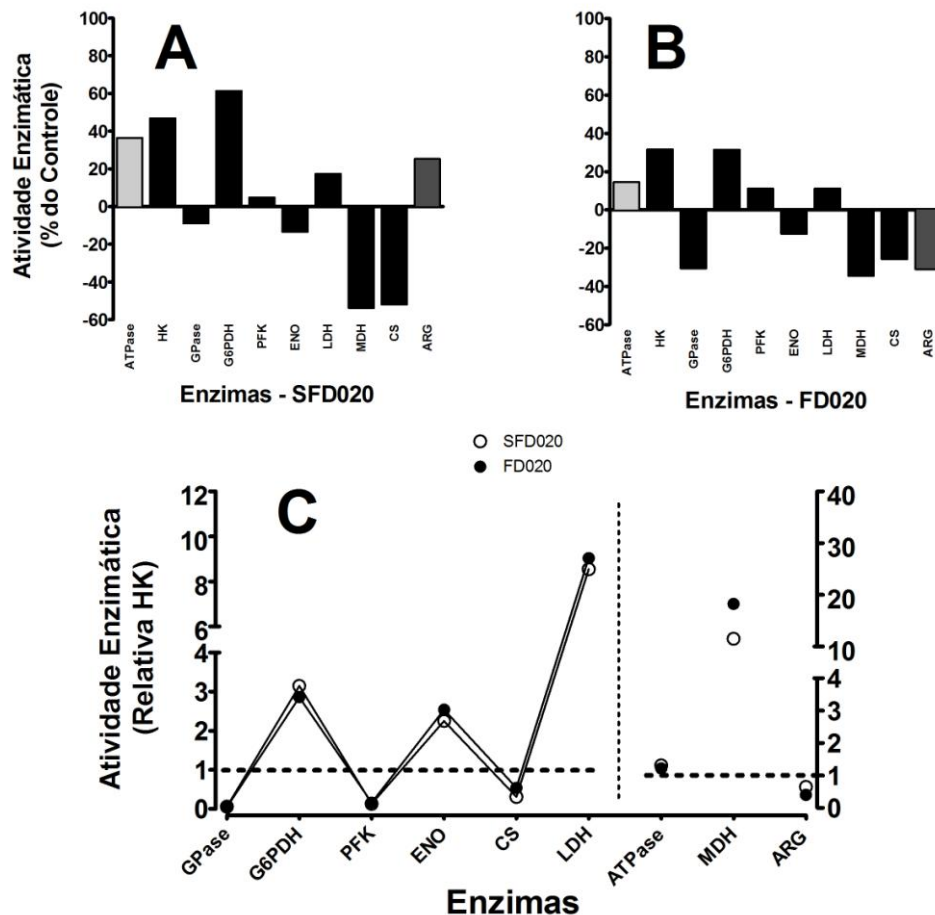 A
Atividade Enzimática
(% do Controle)
100
80
60
40
20
0
-20
-40
-60
ATPase
HK
GPase
G6PDH
PFK
ENO
LDH
MDH
CS
ARG
Enzimas - SFD020
B
100
80
60
40
20
0
-20
-40
-60
ATPase
HK
GPase
G6PDH
PFK
ENO
LDH
MDH
CS
ARG
Enzimas - FD020
SFD020
FD020
C
Atividade Enzimática
(Relativa HK)
12
10
8
6
4
3
2
1
0
40
30
20
10
4
3
2
1
0
GPase
G6PDH
PFK
ENO
CS
LDH
ATPase
MDH
ARG
Enzimas